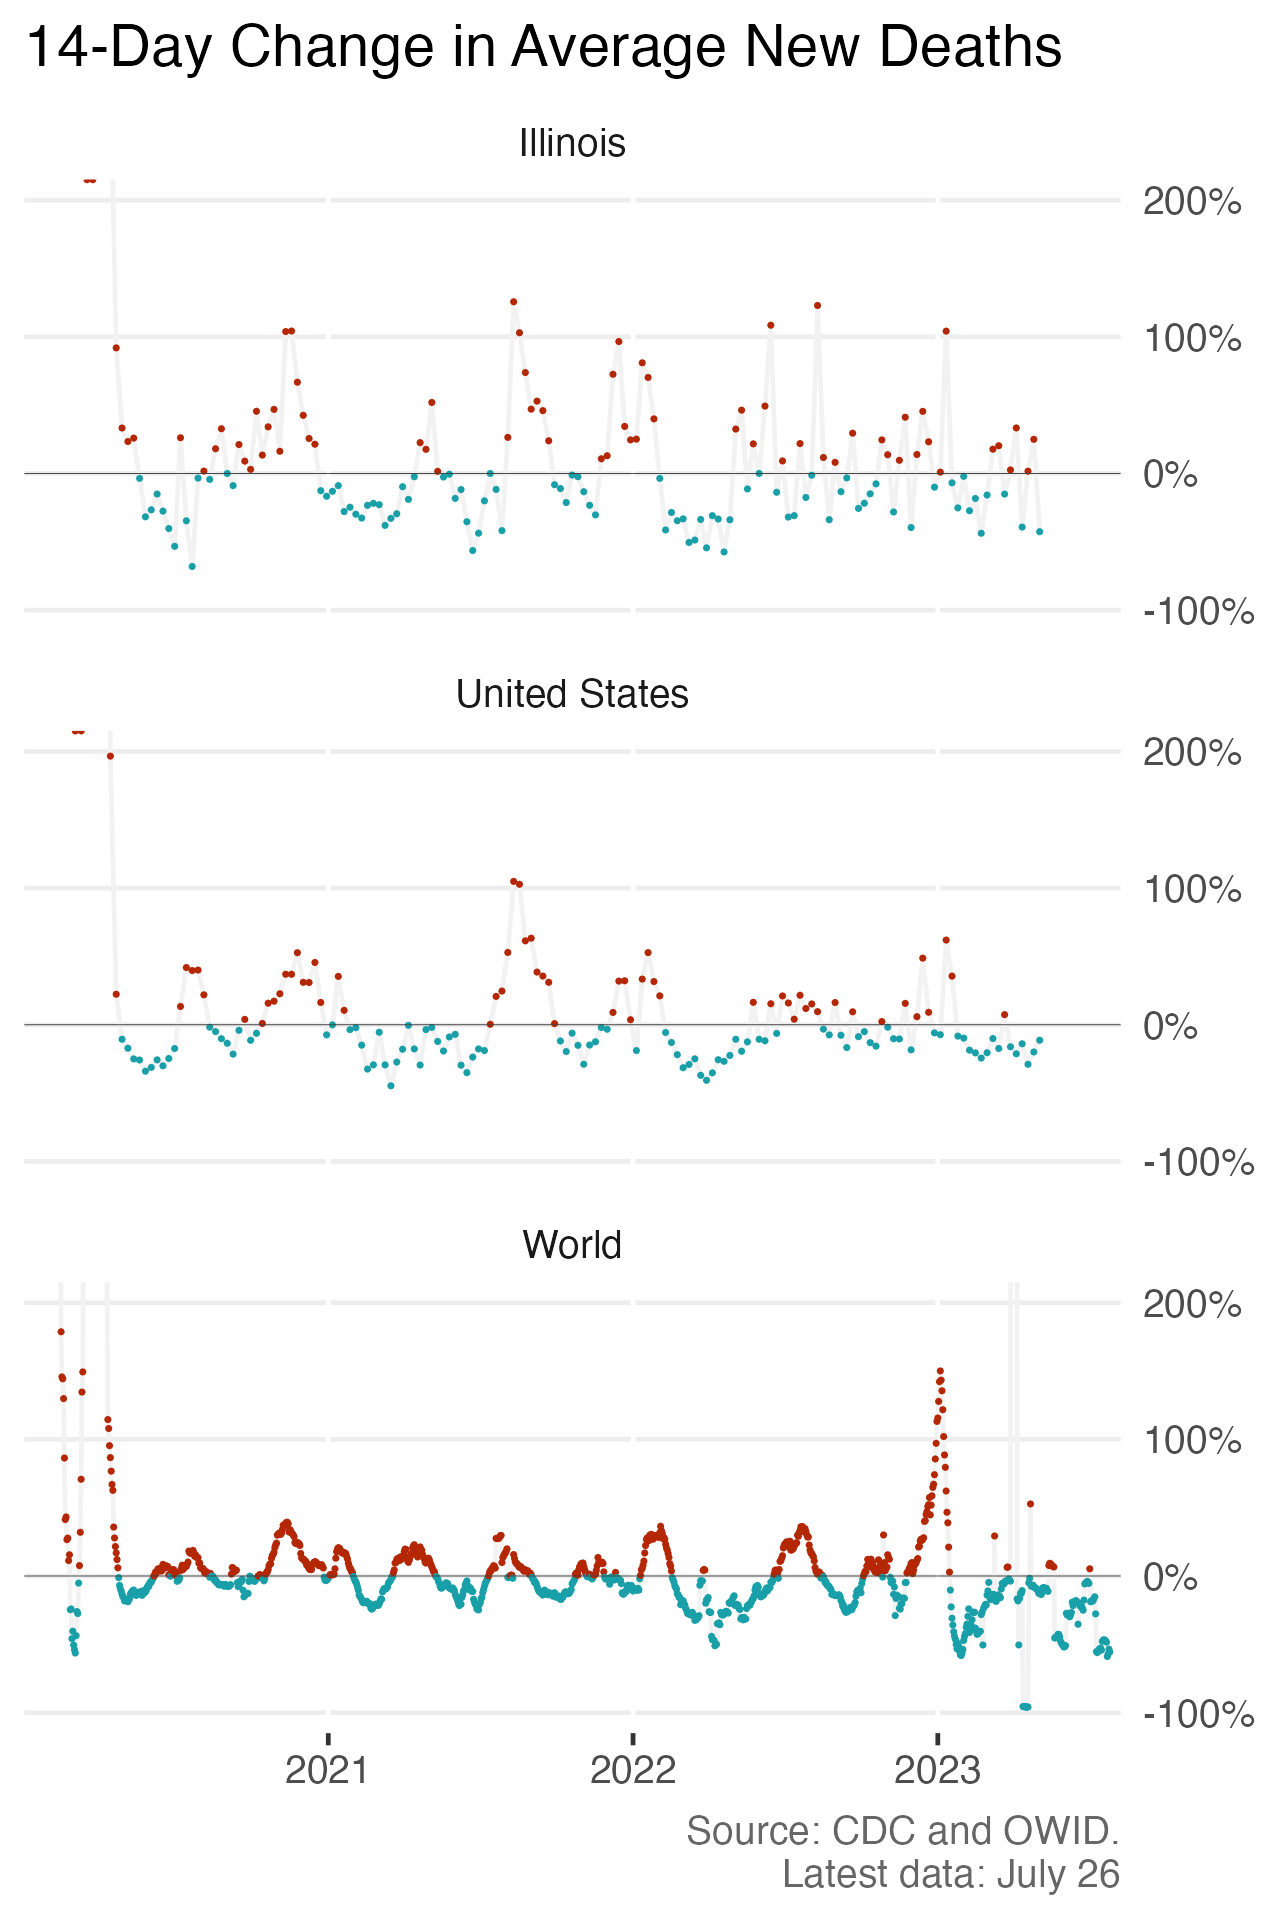 14-Day Change in Average New Deaths
Illinois
200%
100%
0%
-100%
United States
200%
100%
0%
-100%
World
200%
100%
0%
-100%
2021
2022
2023
Source: CDC and OWID.
Latest data: July 26